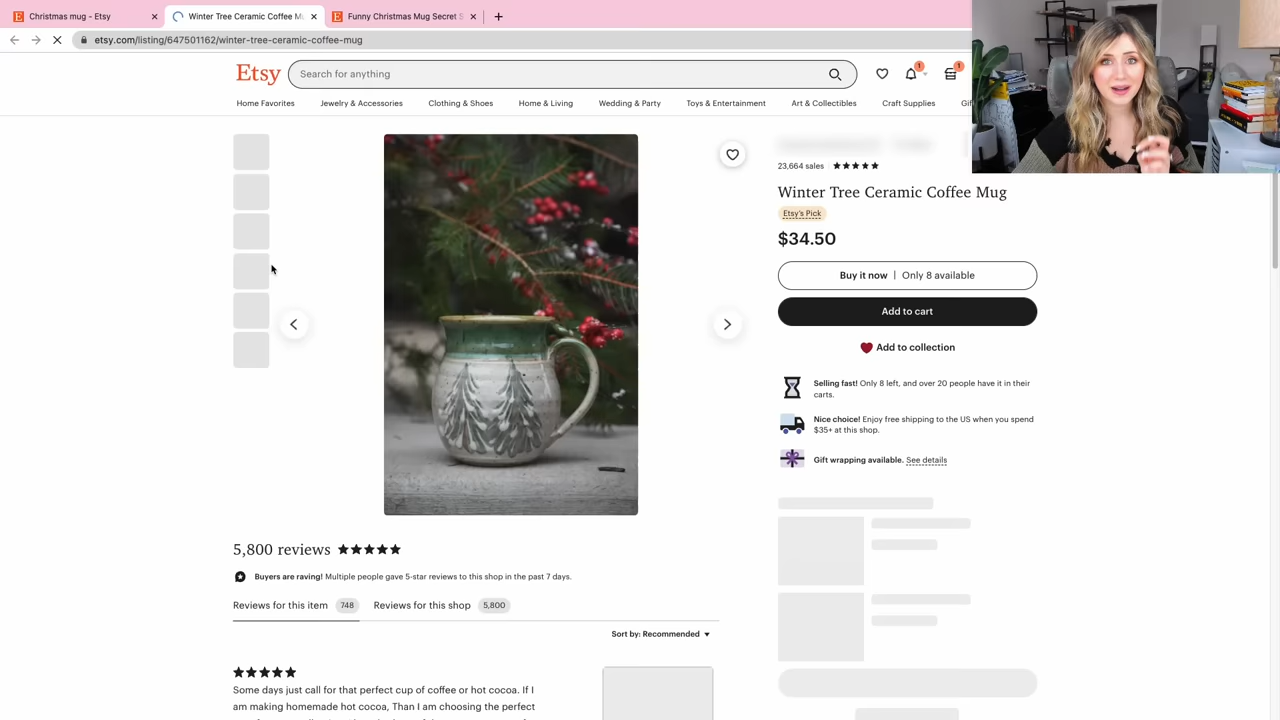 Christmas mug - Etsy
Winter Tree Ceramic Coffee Mu
Funny Christmas Mug Secret S
etsy.com/listing/647501162/winter-tree-ceramic-coffee-mug
Etsy
Search for anything
1
1
Home Favorites
Jewelry & Accessories
Clothing & Shoes
Home & Living
Wedding & Party
Toys & Entertainment
Art & Collectibles
Craft Supplies
Gif
23,664 sales
Winter Tree Ceramic Coffee Mug
Etsy's Pick
$34.50
Buy it now | Only 8 available
Add to cart
Add to collection
Selling fast! Only 8 left, and over 20 people have it in their
carts.
Nice choice! Enjoy free shipping to the US when you spend
$35+ at this shop.
Gift wrapping available. See details
5,800 reviews
Buyers are raving! Multiple people gave 5-star reviews to this shop in the past 7 days.
Reviews for this item 748
Reviews for this shop 5,800
Sort by: Recommended
Some days just call for that perfect cup of coffee or hot cocoa. If I
am making homemade hot cocoa, Than I am choosing the perfect